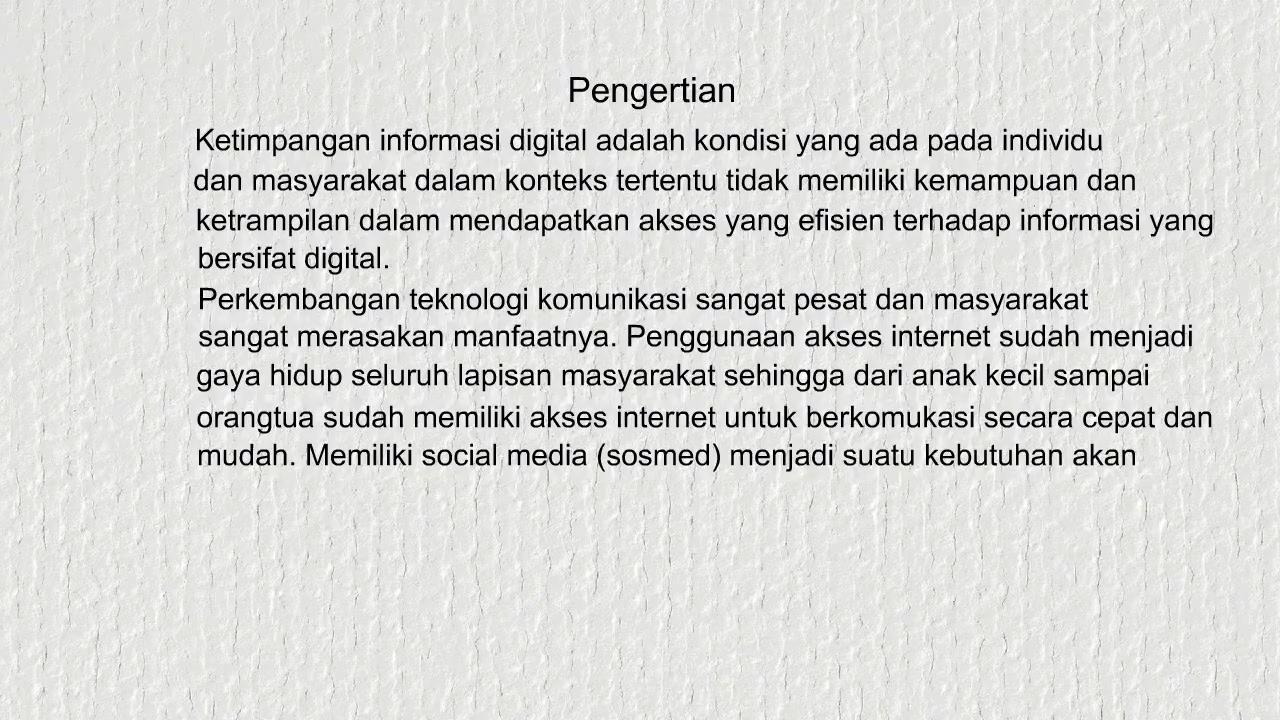 Pengertian
Ketimpangan informasi digital adalah kondisi yang ada pada individu
dan masyarakat dalam konteks tertentu tidak memiliki kemampuan dan
ketrampilan dalam mendapatkan akses yang efisien terhadap informasi yang
bersifat digital.
Perkembangan teknologi komunikasi sangat pesat dan masyarakat
sangat merasakan manfaatnya. Penggunaan akses internet sudah menjadi
gaya hidup seluruh lapisan masyarakat sehingga dari anak kecil sampai
orangtua sudah memiliki akses internet untuk berkomukasi secara cepat dan
mudah. Memiliki social media (sosmed) menjadi suatu kebutuhan akan